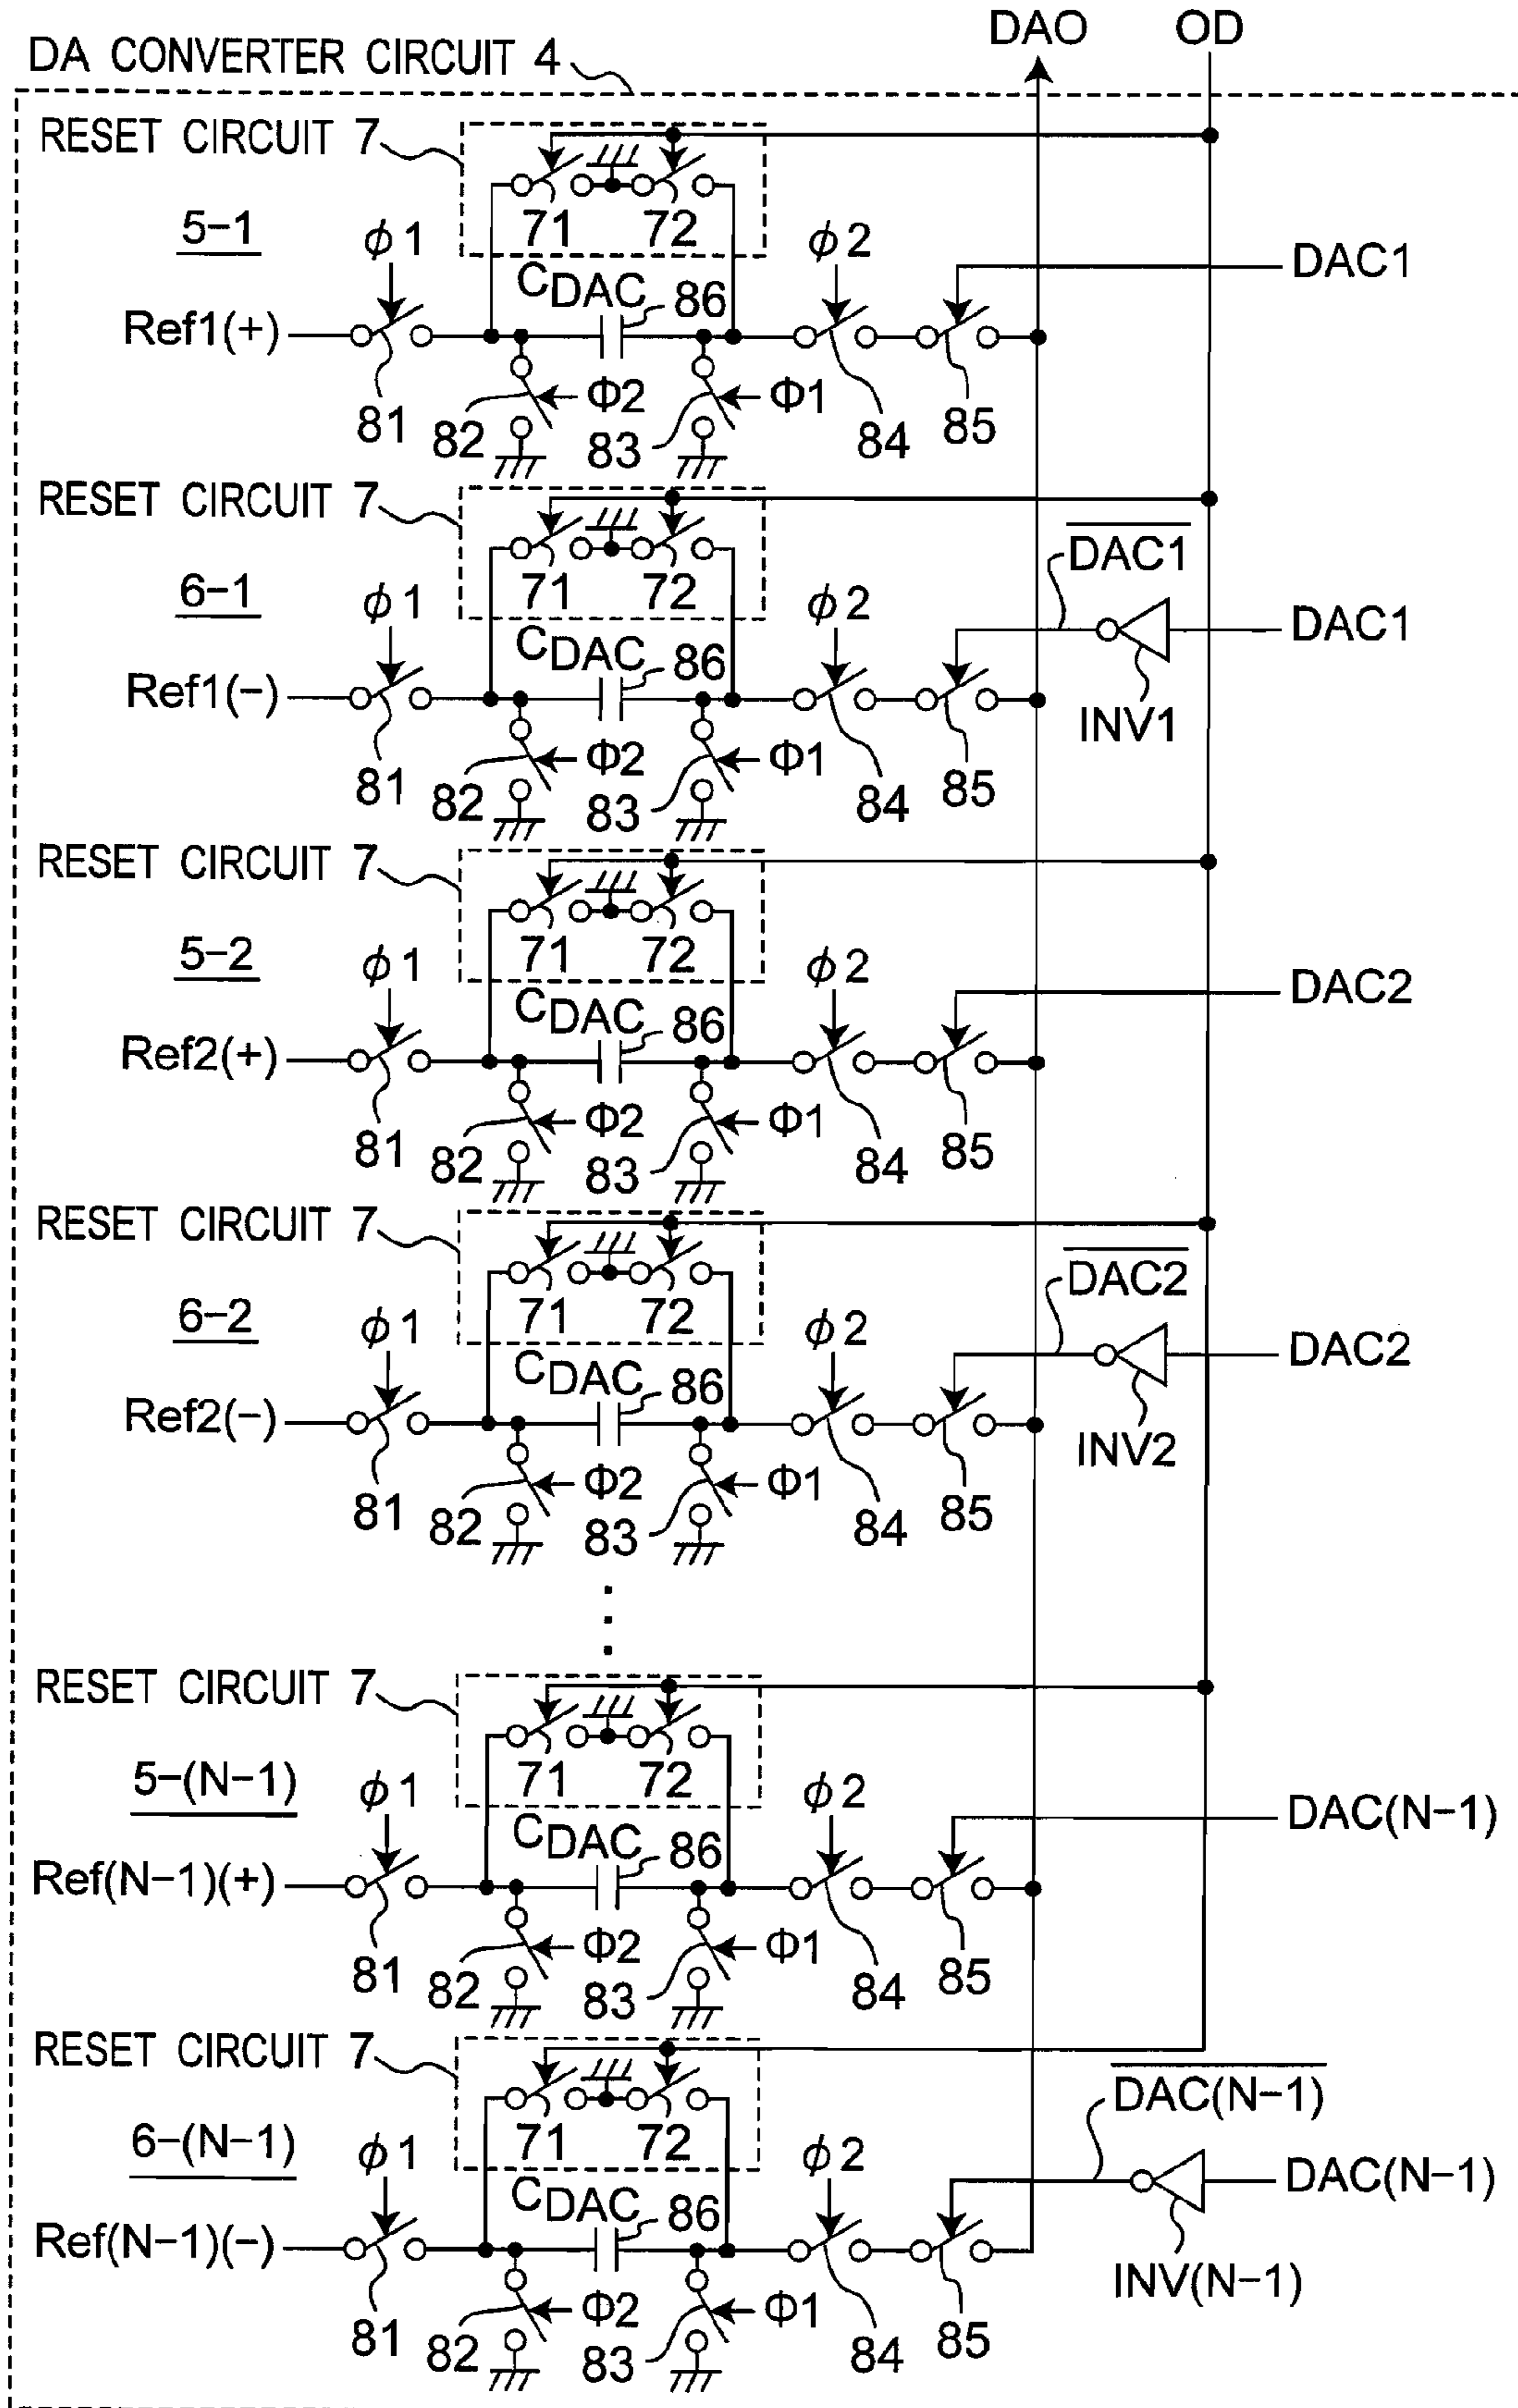 DAO OD
DA CONVERTER CIRCUIT 4
RESET CIRCUIT 7
71 72
5-1 ϕ1 ϕ2 DAC1
CDAC 86
Ref1(+)
Φ2 Φ1
81 82 83 84 85
RESET CIRCUIT 7
D̅A̅C̅1̅
71 72
6-1 ϕ1 ϕ2 DAC1
CDAC 86
Ref1(-) INV1
Φ2 Φ1
81 82 83 84 85
RESET CIRCUIT 7
71 72
5-2 ϕ1 ϕ2 DAC2
CDAC 86
Ref2(+)
Φ2 Φ1
81 82 83 84 85
RESET CIRCUIT 7
D̅A̅C̅2̅
71 72
6-2 ϕ1 ϕ2 DAC2
CDAC 86
Ref2(-) INV2
Φ2 Φ1
81 82 83 84 85
RESET CIRCUIT 7
71 72
5-(N-1) ϕ1 ϕ2 DAC(N-1)
CDAC 86
Ref(N-1)(+)
Φ2 Φ1
81 82 83 84 85
RESET CIRCUIT 7
D̅A̅C̅(̅N̅-̅1̅)̅
71 72
6-(N-1) ϕ1 ϕ2 DAC(N-1)
CDAC 86
Ref(N-1)(-) INV(N-1)
Φ2 Φ1
81 82 83 84 85